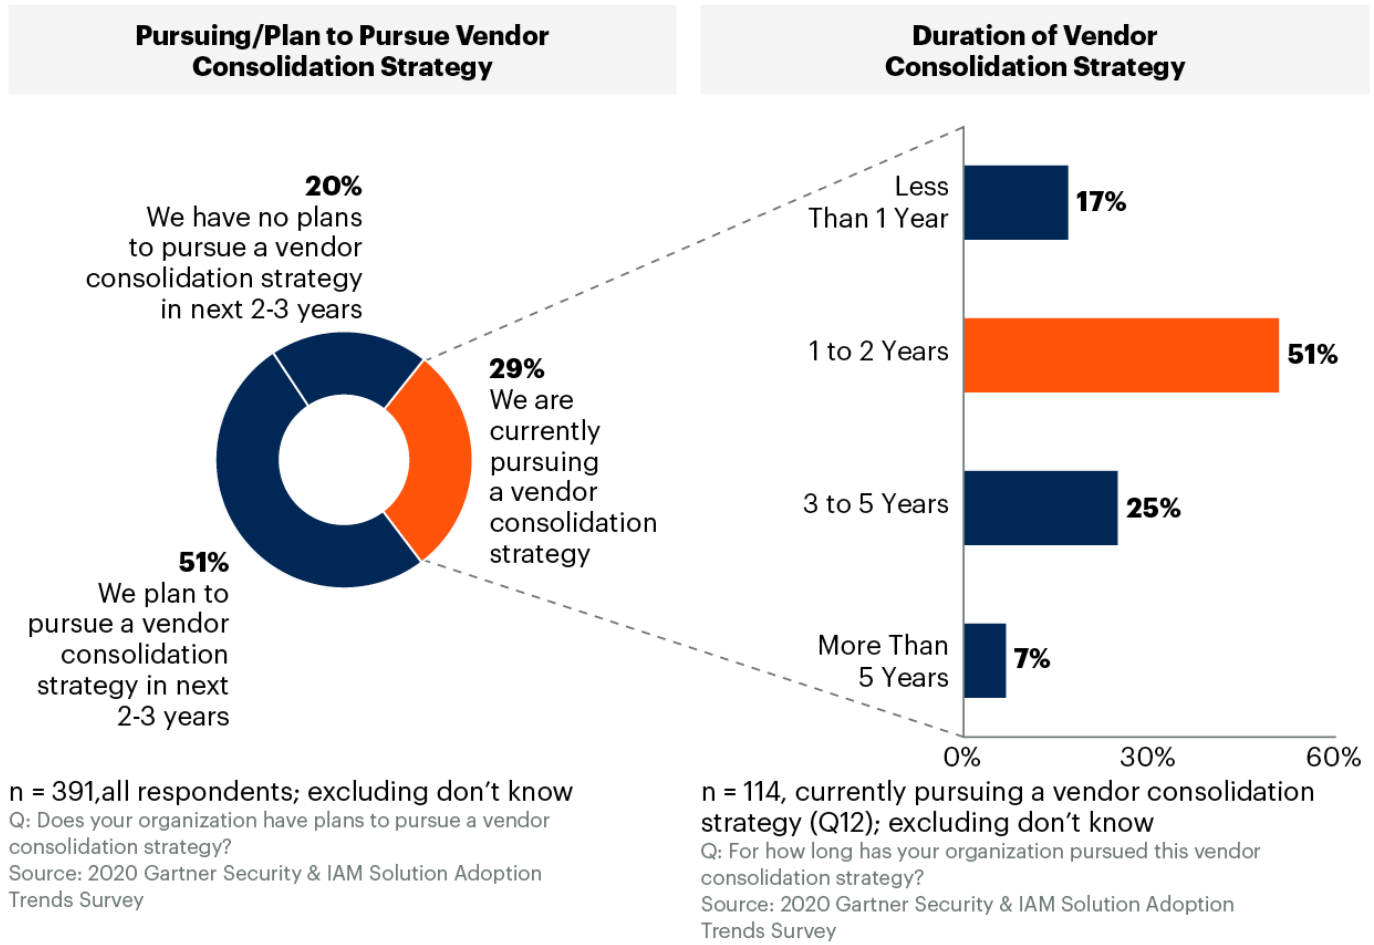 Pursuing/Plan to Pursue Vendor
Consolidation Strategy
20%
We have no plans
to pursue a vendor
consolidation strategy
in next 2-3 years
29%
We are
currently
pursuing
a vendor
consolidation
strategy
51%
We plan to
pursue a vendor
consolidation
strategy in next
2-3 years
n = 391,all respondents; excluding don’t know
Q: Does your organization have plans to pursue a vendor
consolidation strategy?
Source: 2020 Gartner Security & IAM Solution Adoption
Trends Survey
Duration of Vendor
Consolidation Strategy
Less
Than 1 Year
17%
1 to 2 Years
51%
3 to 5 Years
25%
More Than
5 Years
7%
0%
30%
60%
n = 114, currently pursuing a vendor consolidation
strategy (Q12); excluding don’t know
Q: For how long has your organization pursued this vendor
consolidation strategy?
Source: 2020 Gartner Security & IAM Solution Adoption
Trends Survey